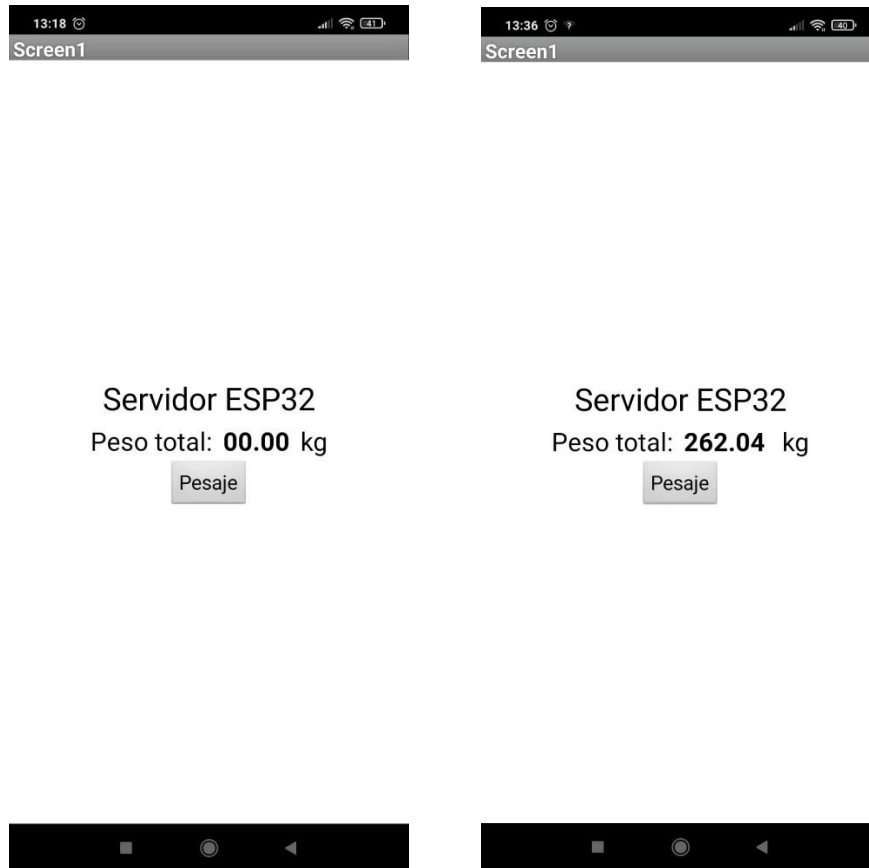 13:18 41
Screen1
Servidor ESP32
Peso total: 00.00 kg
Pesaje
13:36 ? 40
Screen1
Servidor ESP32
Peso total: 262.04 kg
Pesaje